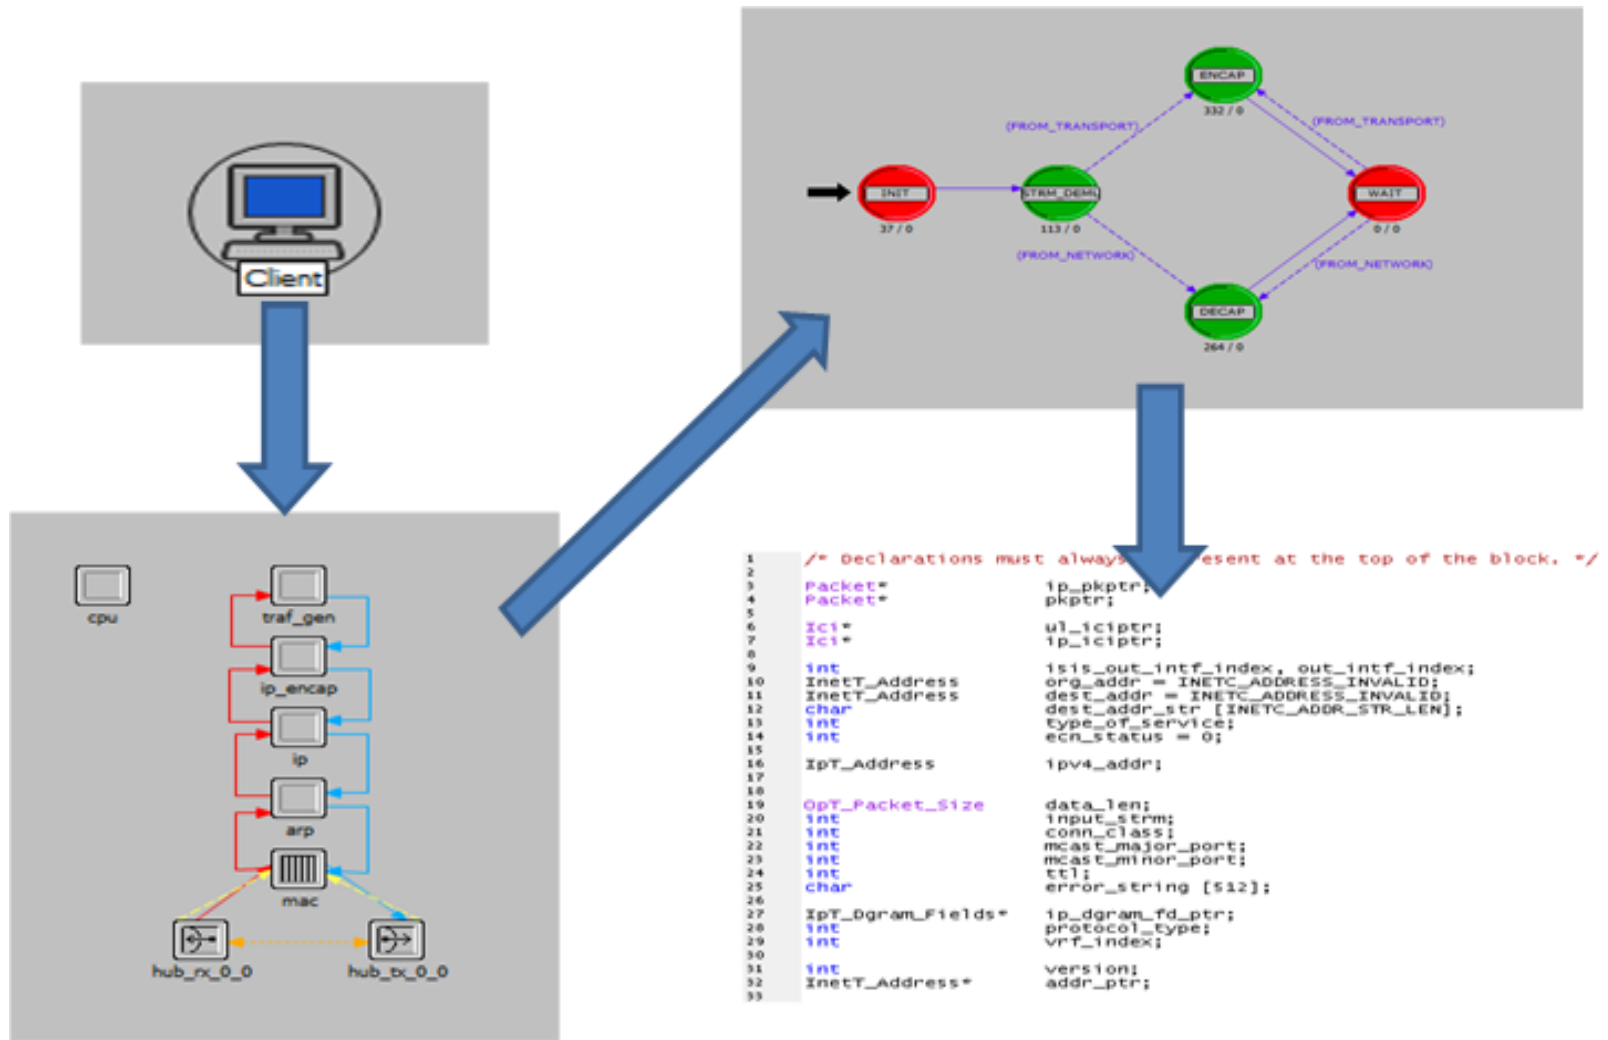 Client
cpu
traf_gen
ip_encap
ip
arp
mac
hub_rx_0_0
hub_tx_0_0
ENCAP
332 / 0
(FROM_TRANSPORT)
(FROM_TRANSPORT)
INIT
STRM_DEM
WAIT
37 / 0
113 / 0
0 / 0
(FROM_NETWORK)
(FROM_NETWORK)
DECAP
264 / 0
1 /* Declarations must always esent at the top of the block. */
2
3 Packet* ip_pkptr;
4 Packet* pkptr;
5
6 Ici* ul_iciptr;
7 Ici* ip_iciptr;
8
9 int isis_out_intf_index, out_intf_index;
10 InetT_Address org_addr = INETC_ADDRESS_INVALID;
11 InetT_Address dest_addr = INETC_ADDRESS_INVALID;
12 char dest_addr_str [INETC_ADDR_STR_LEN];
13 int type_of_service;
14 int ecn_status = 0;
15
16 IpT_Address ipv4_addr;
17
18
19 OpT_Packet_Size data_len;
20 int input_strm;
21 int conn_class;
22 int mcast_major_port;
23 int mcast_minor_port;
24 int ttl;
25 char error_string [512];
26
27 IpT_Dgram_Fields* ip_dgram_fd_ptr;
28 int protocol_type;
29 int vrf_index;
30
31 int version;
32 InetT_Address* addr_ptr;
33